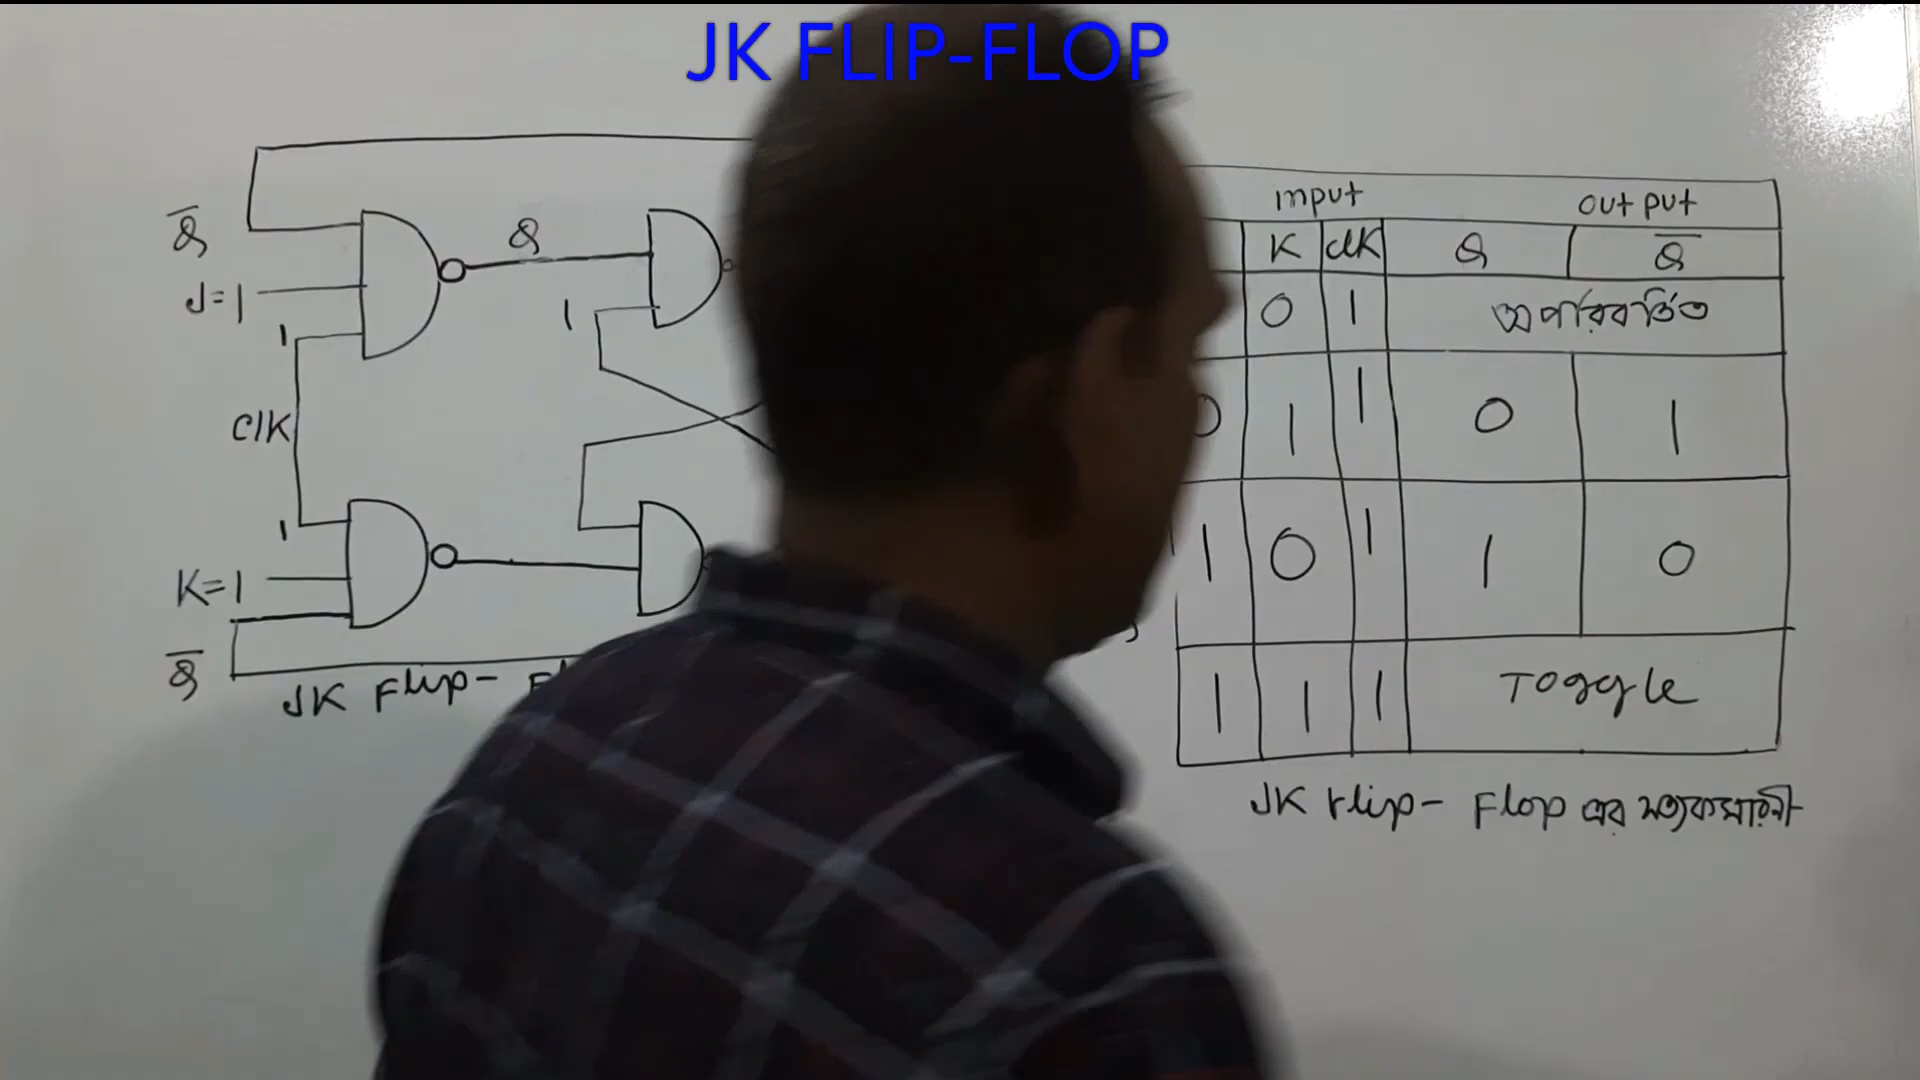 JK FLIP-FLOP
Q̅
J=1
1
CLK
1
K=1
Q̅
Q
1
JK Flip-
input output
K CLK Q Q̅
0 1 অপরিবর্তিত
0 1 1 0 1
1 0 1 1 0
1 1 1 Toggle
JK Flip- Flop এর সত্যকসারণী